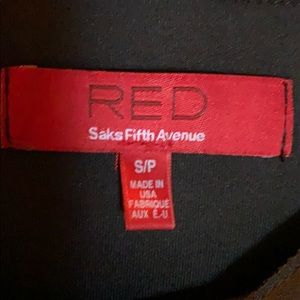 RED
Saks Fifth Avenue
S/P
MADE IN
USA
FABRIQUE
AUX E.-U